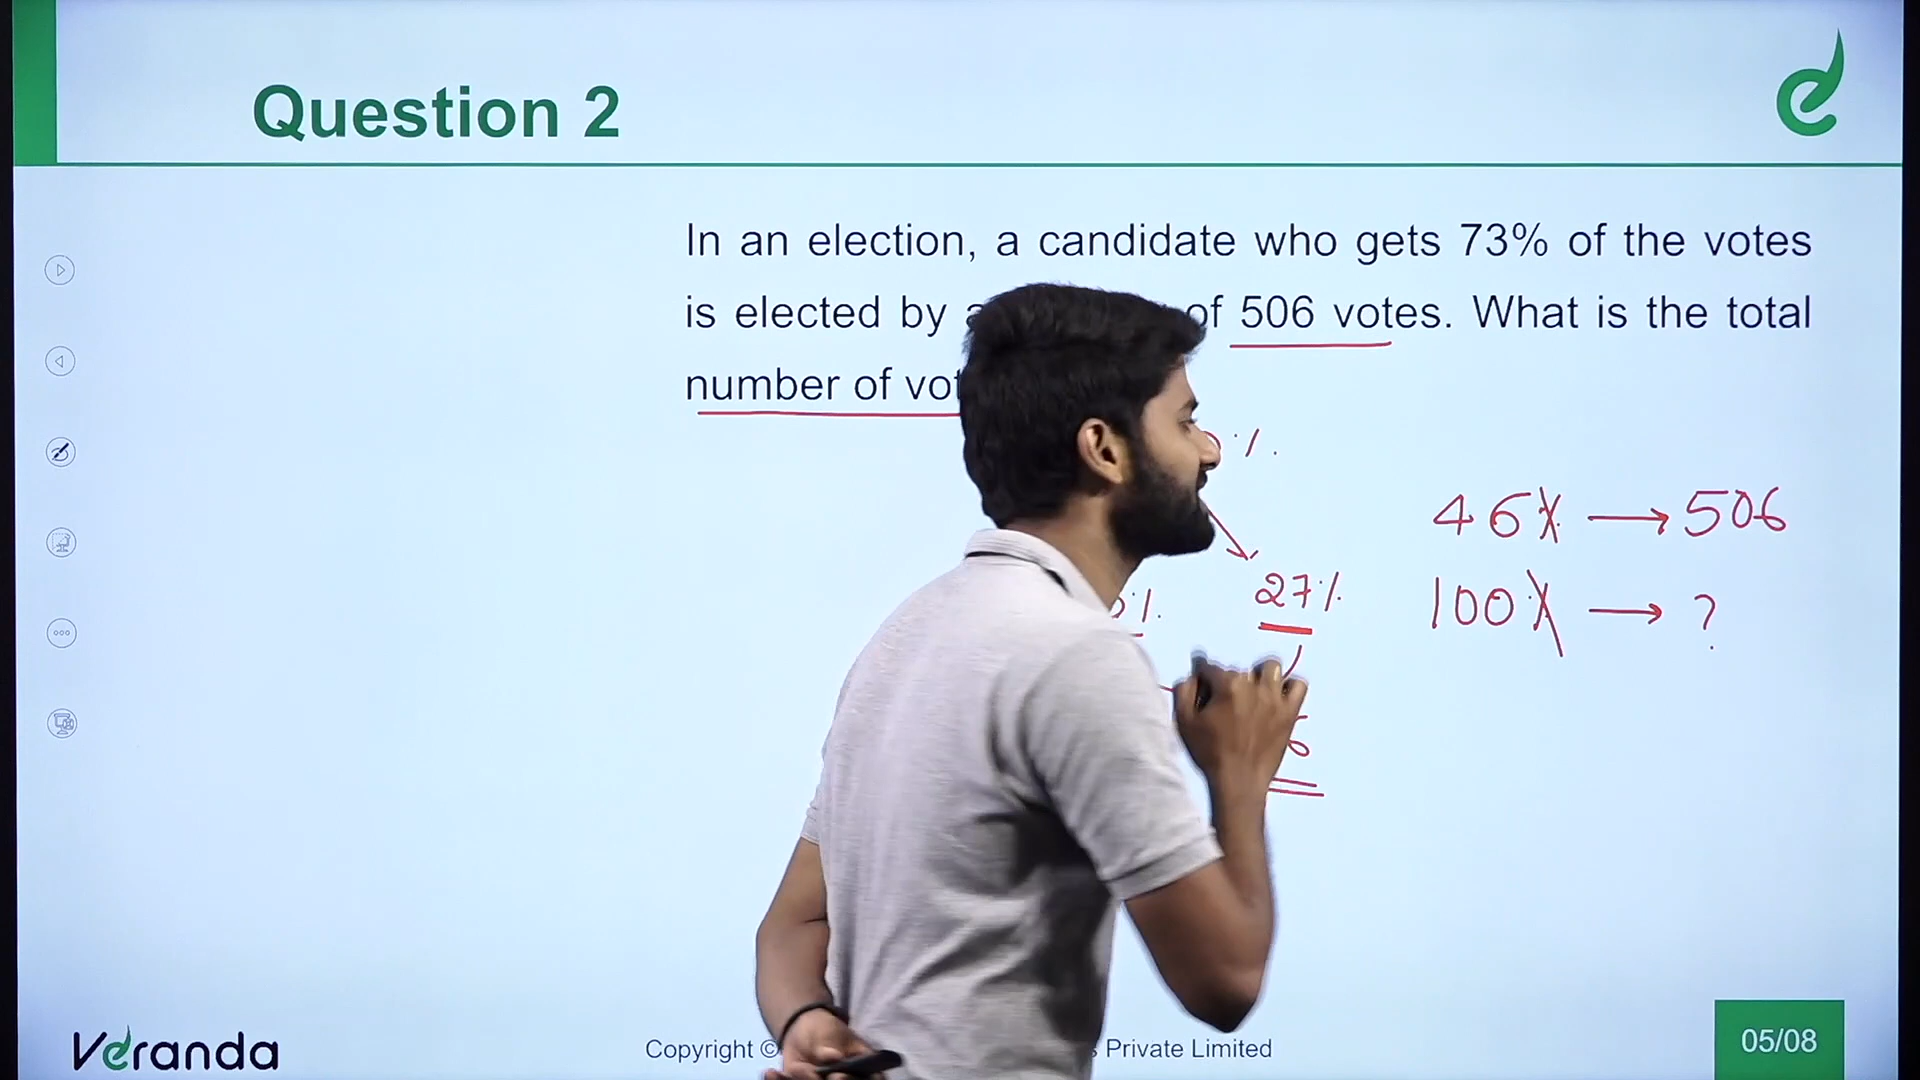 Question 2
In an election, a candidate who gets 73% of the votes
is elected by a of 506 votes. What is the total
number of vot
%.
46% → 506
27%
100% → ?
6
Veranda
Copyright © s Private Limited
05/08